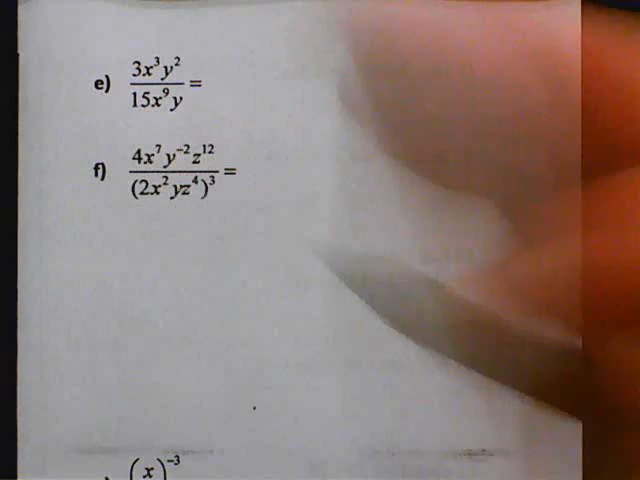 e) 3x³y² / 15x⁹y =
f) 4x⁷y⁻²z¹² / (2x²yz⁴)³ =
(x)⁻³